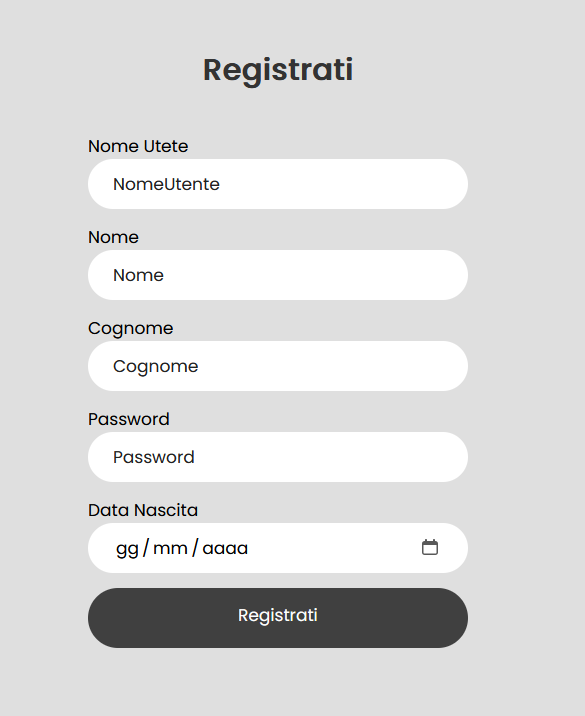 Registrati
Nome Utete
NomeUtente
Nome
Nome
Cognome
Cognome
Password
Password
Data Nascita
gg/mm/aaaa
Registrati